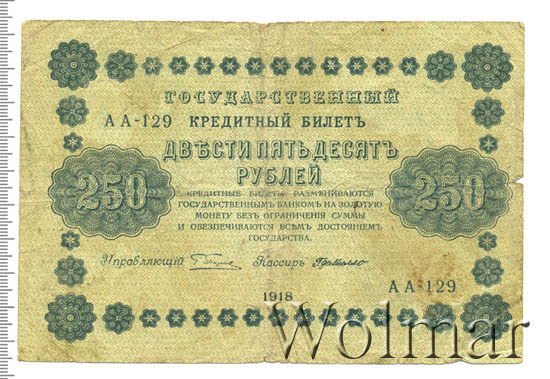 ГОСУДАРСТВЕННЫЙ
АА-129 КРЕДИТНЫЙ БИЛЕТЪ
ДВѢСТИ ПЯТЬДЕСЯТЪ
РУБЛЕЙ
250
250
КРЕДИТНЫЕ БИЛЕТЫ РАЗМѢНИВАЮТСЯ
ГОСУДАРСТВЕННЫМЪ БАНКОМЪ НА ЗОЛОТУЮ
МОНЕТУ БЕЗЪ ОГРАНИЧЕНІЯ СУММЫ
И ОБЕЗПЕЧИВАЮТСЯ ВСѢМЪ ДОСТОЯНІЕМЪ
ГОСУДАРСТВА.
Управляющій Кассиръ
1918
АА-129
Wolmar